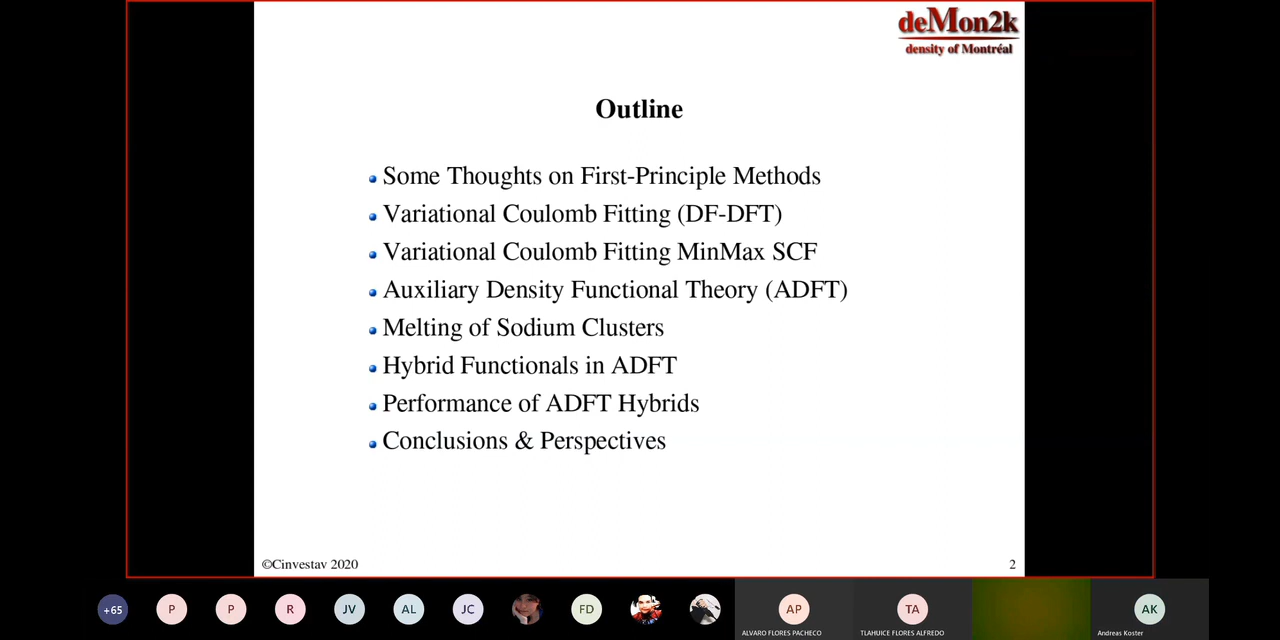 deMon2k
density of Montréal
Outline
Some Thoughts on First-Principle Methods
Variational Coulomb Fitting (DF-DFT)
Variational Coulomb Fitting MinMax SCF
Auxiliary Density Functional Theory (ADFT)
Melting of Sodium Clusters
Hybrid Functionals in ADFT
Performance of ADFT Hybrids
Conclusions & Perspectives
©Cinvestav 2020
2
+65
P
P
R
JV
AL
JC
FD
AP
TA
AK
ALVARO FLORES PACHECO
TLAHUICE FLORES ALFREDO
Andreas Koster